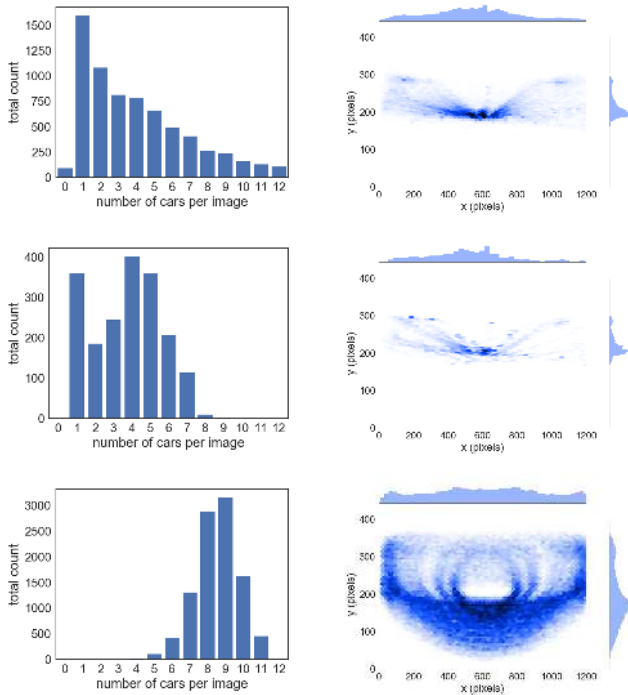 1500
1250
1000
750
500
250
0
total count
0 1 2 3 4 5 6 7 8 9 10 11 12
number of cars per image
400
300
200
100
0
y (pixels)
0 200 400 600 800 1000 1200
x (pixels)
400
300
200
100
0
total count
0 1 2 3 4 5 6 7 8 9 10 11 12
number of cars per image
400
300
200
100
0
y (pixels)
0 200 400 600 800 1000 1200
x (pixels)
3000
2500
2000
1500
1000
500
0
total count
0 1 2 3 4 5 6 7 8 9 10 11 12
number of cars per image
400
300
200
100
0
y (pixels)
0 200 400 600 800 1000 1200
x (pixels)